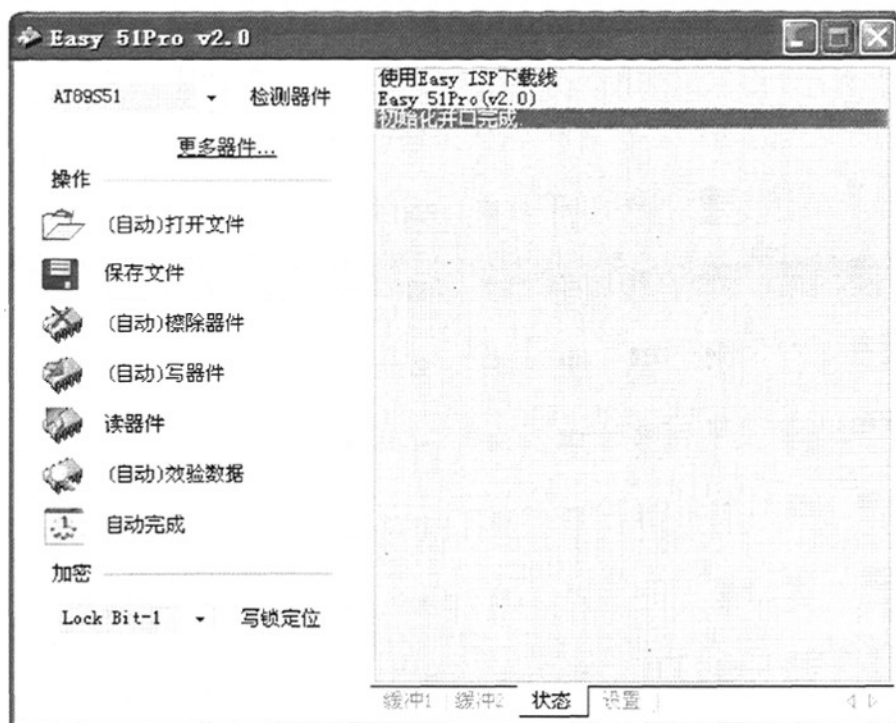 Easy 51Pro v2.0
AT89S51
检测器件
更多器件...
操作
(自动)打开文件
保存文件
(自动)擦除器件
(自动)写器件
读器件
(自动)效验数据
自动完成
加密
Lock Bit-1
写锁定位
使用Easy ISP下载线
Easy 51Pro(v2.0)
初始化并口完成.
缓冲1 缓冲2 状态 设置